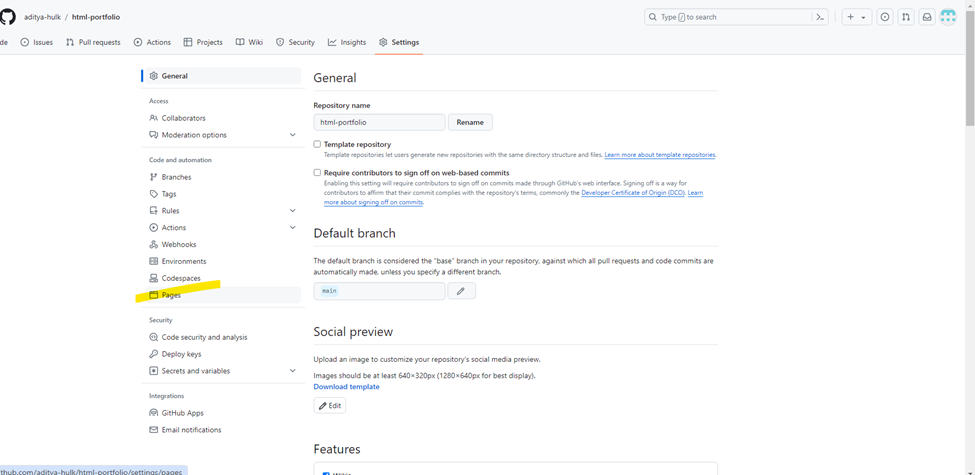 aditya-hulk / html-portfolio
Type / to search
de Issues Pull requests Actions Projects Wiki Security Insights Settings
General
Access
Collaborators
Moderation options
Code and automation
Branches
Tags
Rules
Actions
Webhooks
Environments
Codespaces
Pages
Security
Code security and analysis
Deploy keys
Secrets and variables
Integrations
GitHub Apps
Email notifications
General
Repository name
html-portfolio Rename
Template repository
Template repositories let users generate new repositories with the same directory structure and files. Learn more about template repositories.
Require contributors to sign off on web-based commits
Enabling this setting will require contributors to sign off on commits made through GitHub's web interface. Signing off is a way for
contributors to affirm that their commit complies with the repository's terms, commonly the Developer Certificate of Origin (DCO). Learn
more about signing off on commits.
Default branch
The default branch is considered the "base" branch in your repository, against which all pull requests and code commits are
automatically made, unless you specify a different branch.
main
Social preview
Upload an image to customize your repository's social media preview.
Images should be at least 640×320px (1280×640px for best display).
Download template
Edit
Features
thub.com/aditya-hulk/html-portfolio/settings/pages